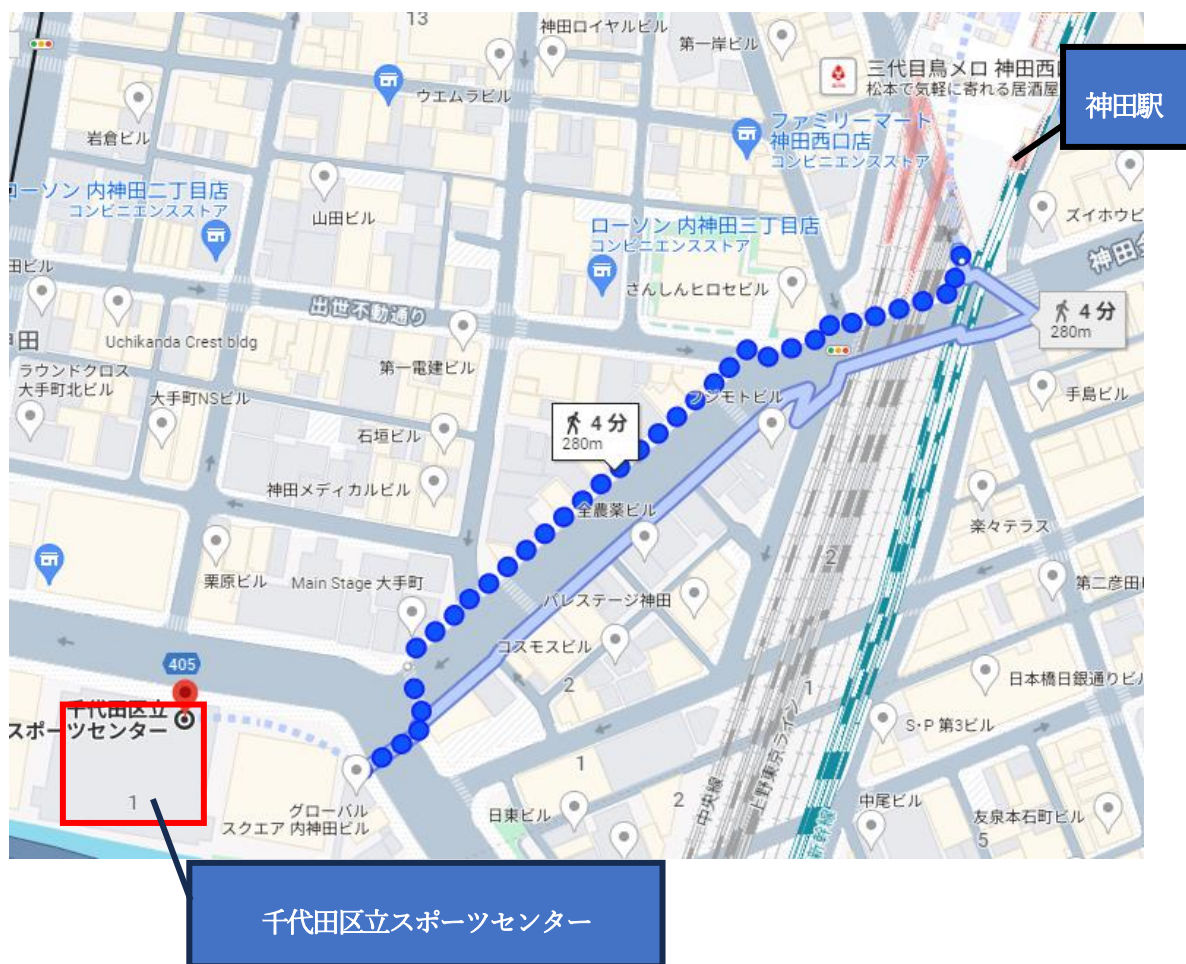 13
神田ロイヤルビル
第一岸ビル
三代目鳥メロ 神田西
松本で気軽に寄れる居酒屋
神田駅
ウエムラビル
岩倉ビル
ファミリーマート
神田西口店
コンビニエンスストア
ローソン 内神田二丁目店
コンビニエンスストア
山田ビル
ローソン 内神田三丁目店
コンビニエンスストア
ズイホウビ
神田
田ビル
さんしんヒロセビル
出世不動通り
4 分
280m
田
Uchikanda Crest bldg
第一電建ビル
ラウンドクロス
大手町北ビル
大手町NSビル
フジモトビル
手島ビル
4 分
280m
石垣ビル
神田メディカルビル
全農薬ビル
楽々テラス
2
栗原ビル
Main Stage 大手町
パレステージ神田
第二彦田
コスモスビル
405
2
1
日本橋日銀通りビル
千代田区立
スポーツセンター
S·P 第3ビル
上野東京ライン
1
1
グローバル
スクエア 内神田ビル
日東ビル
2
中央線
中尾ビル
友泉本石町ビル
新幹線
5
千代田区立スポーツセンター